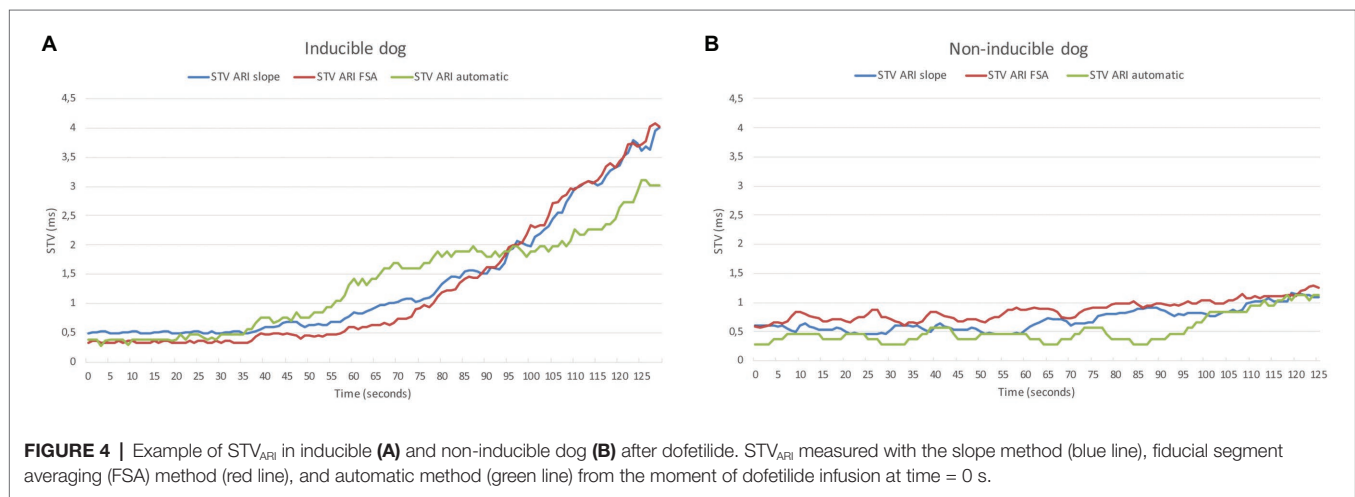 A
Inducible dog
STV ARI slope STV ARI FSA STV ARI automatic
4,5
4
3,5
3
2,5
2
1,5
1
0,5
0
STV (ms)
0 5 10 15 20 25 30 35 40 45 50 55 60 65 70 75 80 85 90 95 100 105 110 115 120 125
Time (seconds)
B
Non-inducible dog
STV ARI slope STV ARI FSA STV ARI automatic
4,5
4
3,5
3
2,5
2
1,5
1
0,5
0
STV (ms)
0 5 10 15 20 25 30 35 40 45 50 55 60 65 70 75 80 85 90 95 100 105 110 115 120 125
Time (seconds)
FIGURE 4 | Example of STVARI in inducible (A) and non-inducible dog (B) after dofetilide. STVARI measured with the slope method (blue line), fiducial segment
averaging (FSA) method (red line), and automatic method (green line) from the moment of dofetilide infusion at time = 0 s.